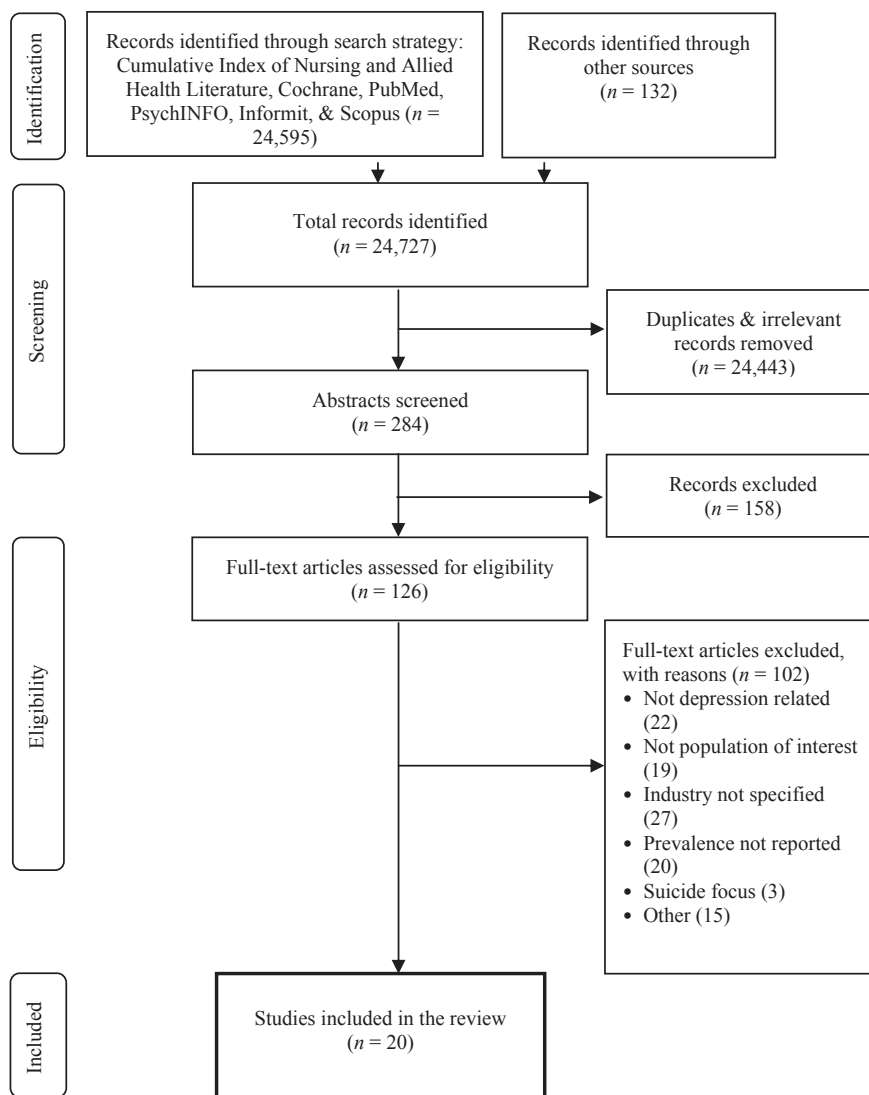 Identification
Records identified through search strategy:
Cumulative Index of Nursing and Allied
Health Literature, Cochrane, PubMed,
PsychINFO, Informit, & Scopus (n =
24,595)
Records identified through
other sources
(n = 132)
Screening
Total records identified
(n = 24,727)
Duplicates & irrelevant
records removed
(n = 24,443)
Abstracts screened
(n = 284)
Records excluded
(n = 158)
Eligibility
Full-text articles assessed for eligibility
(n = 126)
Full-text articles excluded,
with reasons (n = 102)
• Not depression related
(22)
• Not population of interest
(19)
• Industry not specified
(27)
• Prevalence not reported
(20)
• Suicide focus (3)
• Other (15)
Included
Studies included in the review
(n = 20)